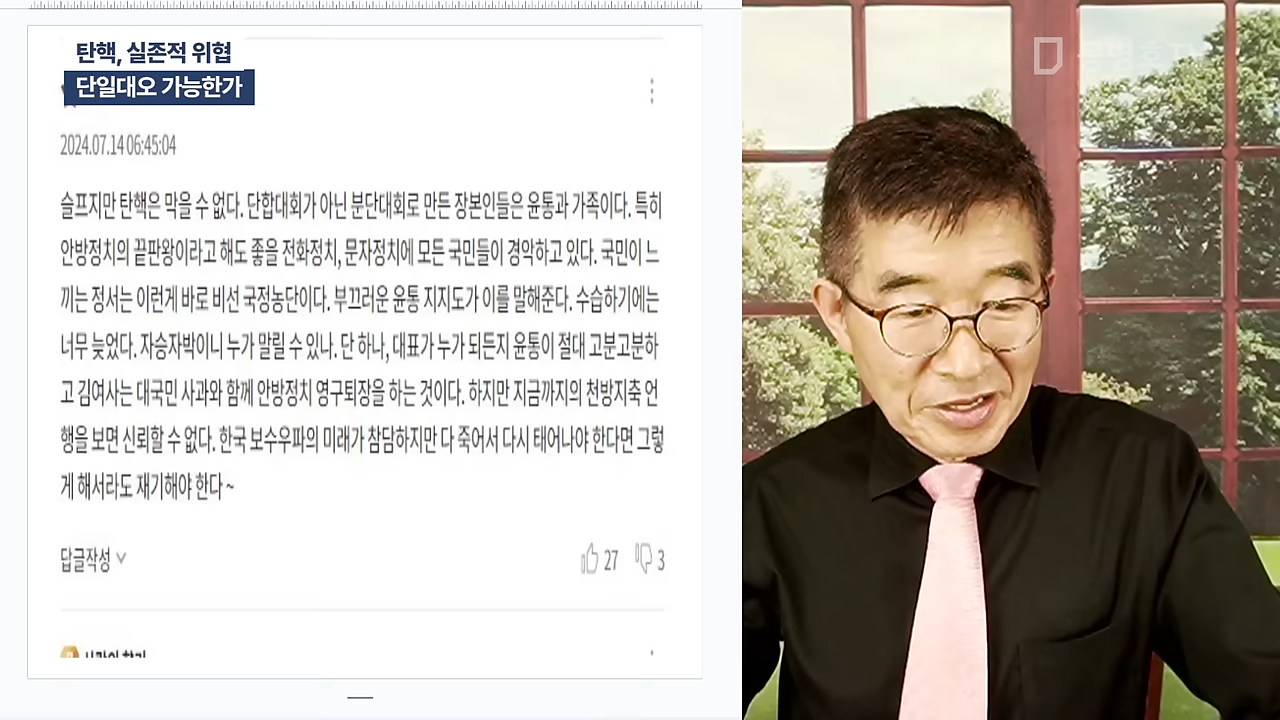 탄핵, 실존적 위협
단일대오 가능한가
2024.07.14 06:45:04
슬프지만 탄핵은 막을 수 없다. 단합대회가 아닌 분단대회로 만든 장본인들은 윤통과 가족이다. 특히
안방정치의 끝판왕이라고 해도 좋을 전화정치, 문자정치에 모든 국민들이 경악하고 있다. 국민이 느
끼는 정서는 이런게 바로 비선 국정농단이다. 부끄러운 윤통 지지도가 이를 말해준다. 수습하기에는
너무 늦었다. 자승자박이니 누가 말릴 수 있나. 단 하나, 대표가 누가 되든지 윤통이 절대 고분고분하
고 김여사는 대국민 사과와 함께 안방정치 영구퇴장을 하는 것이다. 하지만 지금까지의 천방지축 언
행을 보면 신뢰할 수 없다. 한국 보수우파의 미래가 참담하지만 다 죽어서 다시 태어나야 한다면 그렇
게 해서라도 재기해야 한다 ~
답글작성
27
3